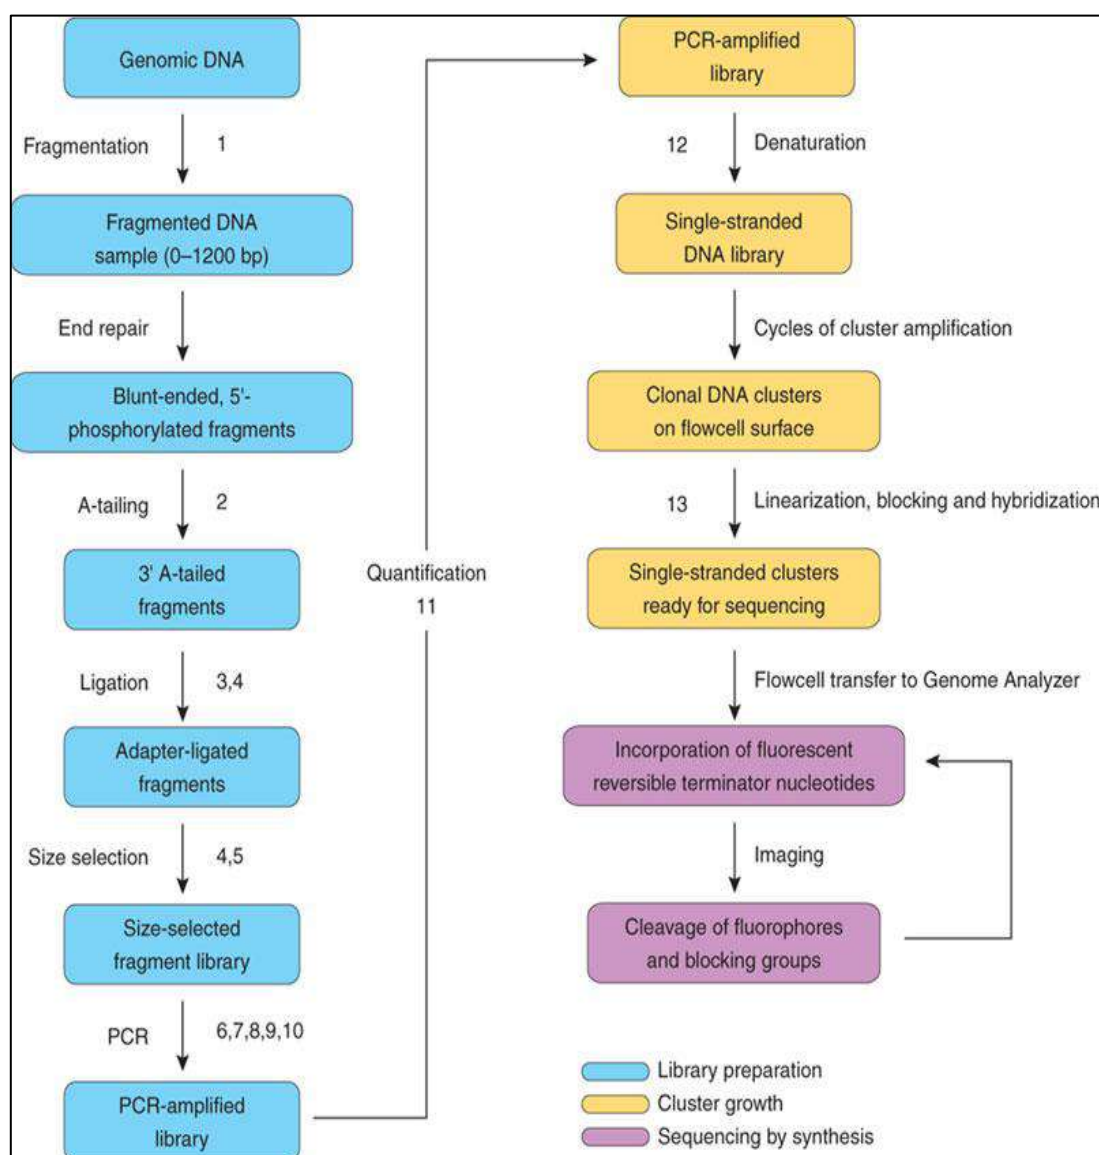 Genomic DNA
Fragmentation 1
Fragmented DNA
sample (0–1200 bp)
End repair
Blunt-ended, 5'-
phosphorylated fragments
A-tailing 2
3' A-tailed
fragments
Ligation 3,4
Adapter-ligated
fragments
Size selection 4,5
Size-selected
fragment library
PCR 6,7,8,9,10
PCR-amplified
library
Quantification
11
PCR-amplified
library
12 Denaturation
Single-stranded
DNA library
Cycles of cluster amplification
Clonal DNA clusters
on flowcell surface
13 Linearization, blocking and hybridization
Single-stranded clusters
ready for sequencing
Flowcell transfer to Genome Analyzer
Incorporation of fluorescent
reversible terminator nucleotides
Imaging
Cleavage of fluorophores
and blocking groups
Library preparation
Cluster growth
Sequencing by synthesis